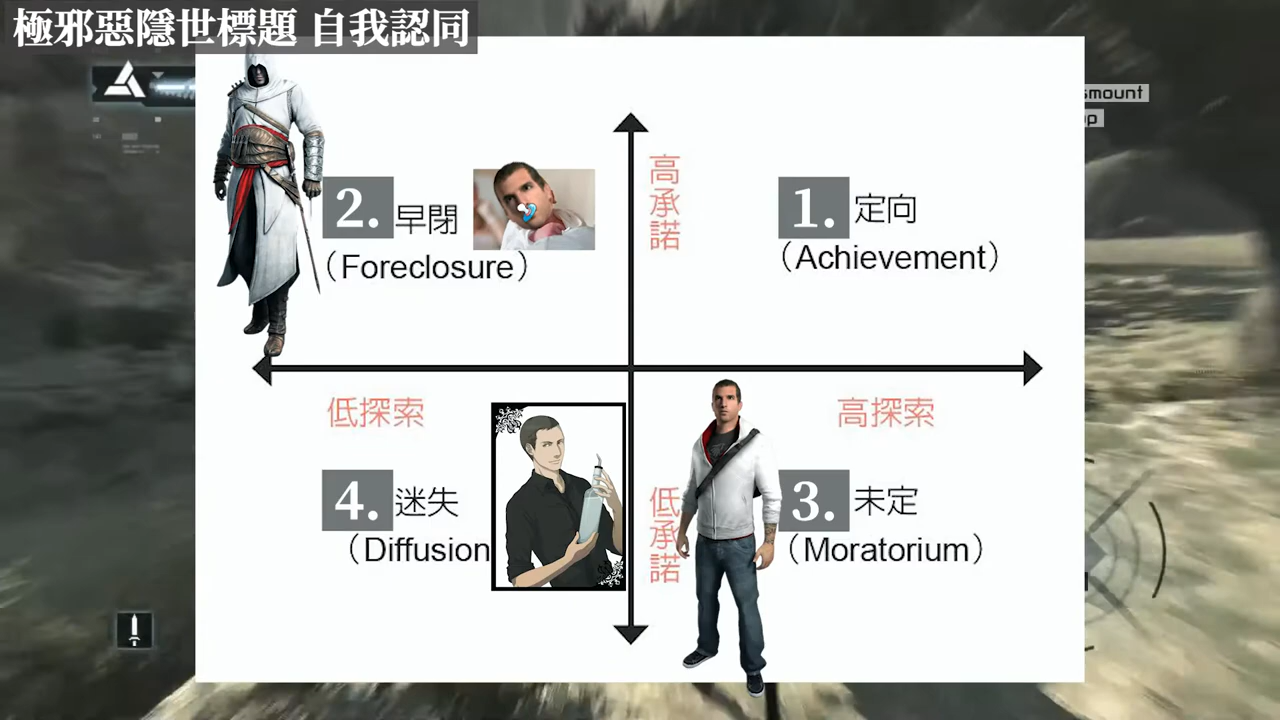 極邪惡隱世標題 自我認同
smount
op
高承諾
2.
早閉
(Foreclosure)
1.
定向
(Achievement)
低探索
高探索
4.
迷失
(Diffusion
低承諾
3.
未定
(Moratorium)